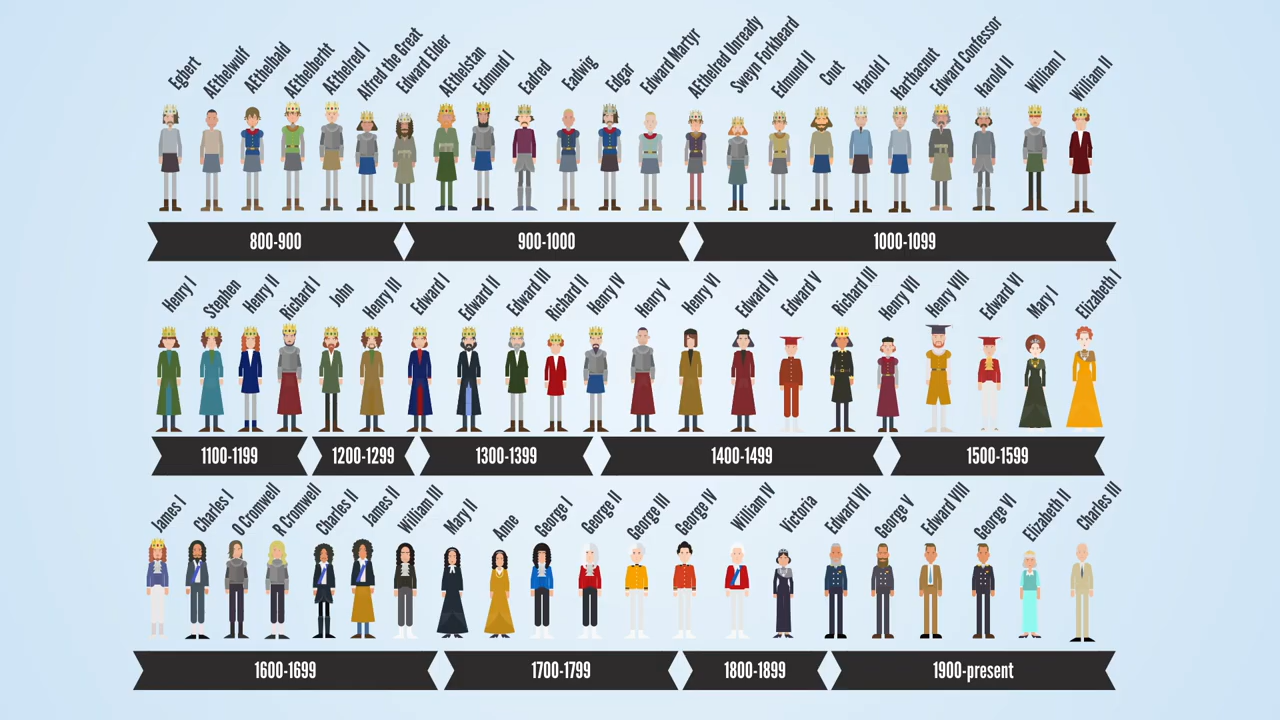 Egbert
AEthelwulf
AEthelbald
AEthelberht
AEthelred I
Alfred the Great
Edward Elder
AEthelstan
Edmund I
Eadred
Eadwig
Edgar
Edward Martyr
AEthelred Unready
Sweyn Forkbeard
Edmund II
Cnut
Harold I
Harthacnut
Edward Confessor
Harold II
William I
William II
800-900
900-1000
1000-1099
Henry I
Stephen
Henry II
Richard I
John
Henry III
Edward I
Edward II
Edward III
Richard II
Henry IV
Henry V
Henry VI
Edward IV
Edward V
Richard III
Henry VII
Henry VIII
Edward VI
Mary I
Elizabeth I
1100-1199
1200-1299
1300-1399
1400-1499
1500-1599
James I
Charles I
O Cromwell
R Cromwell
Charles II
James II
William III
Mary II
Anne
George I
George II
George III
George IV
William IV
Victoria
Edward VII
George V
Edward VIII
George VI
Elizabeth II
Charles III
1600-1699
1700-1799
1800-1899
1900-present